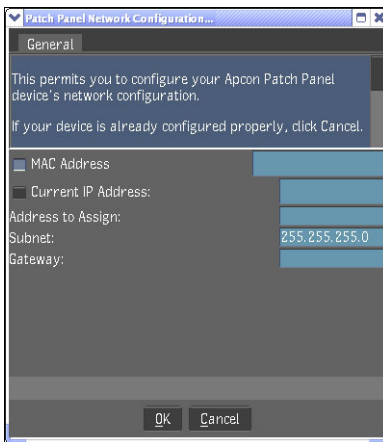 Patch Panel Network Configuration...
General
This permits you to configure your Apcon Patch Panel
device's network configuration.
If your device is already configured properly, click Cancel.
MAC Address
Current IP Address:
Address to Assign:
Subnet: 255.255.255.0
Gateway:
OK Cancel